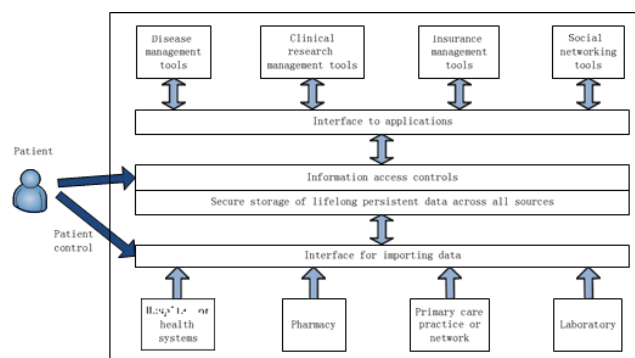 Disease
management
tools
Clinical
research
management tools
Insurance
management
tools
Social
networking
tools
Interface to applications
Patient
Information access controls
Secure storage of lifelong persistent data across all sources
Patient
control
Interface for importing data
or
health
systems
Pharmacy
Primary care
practice or
network
Laboratory